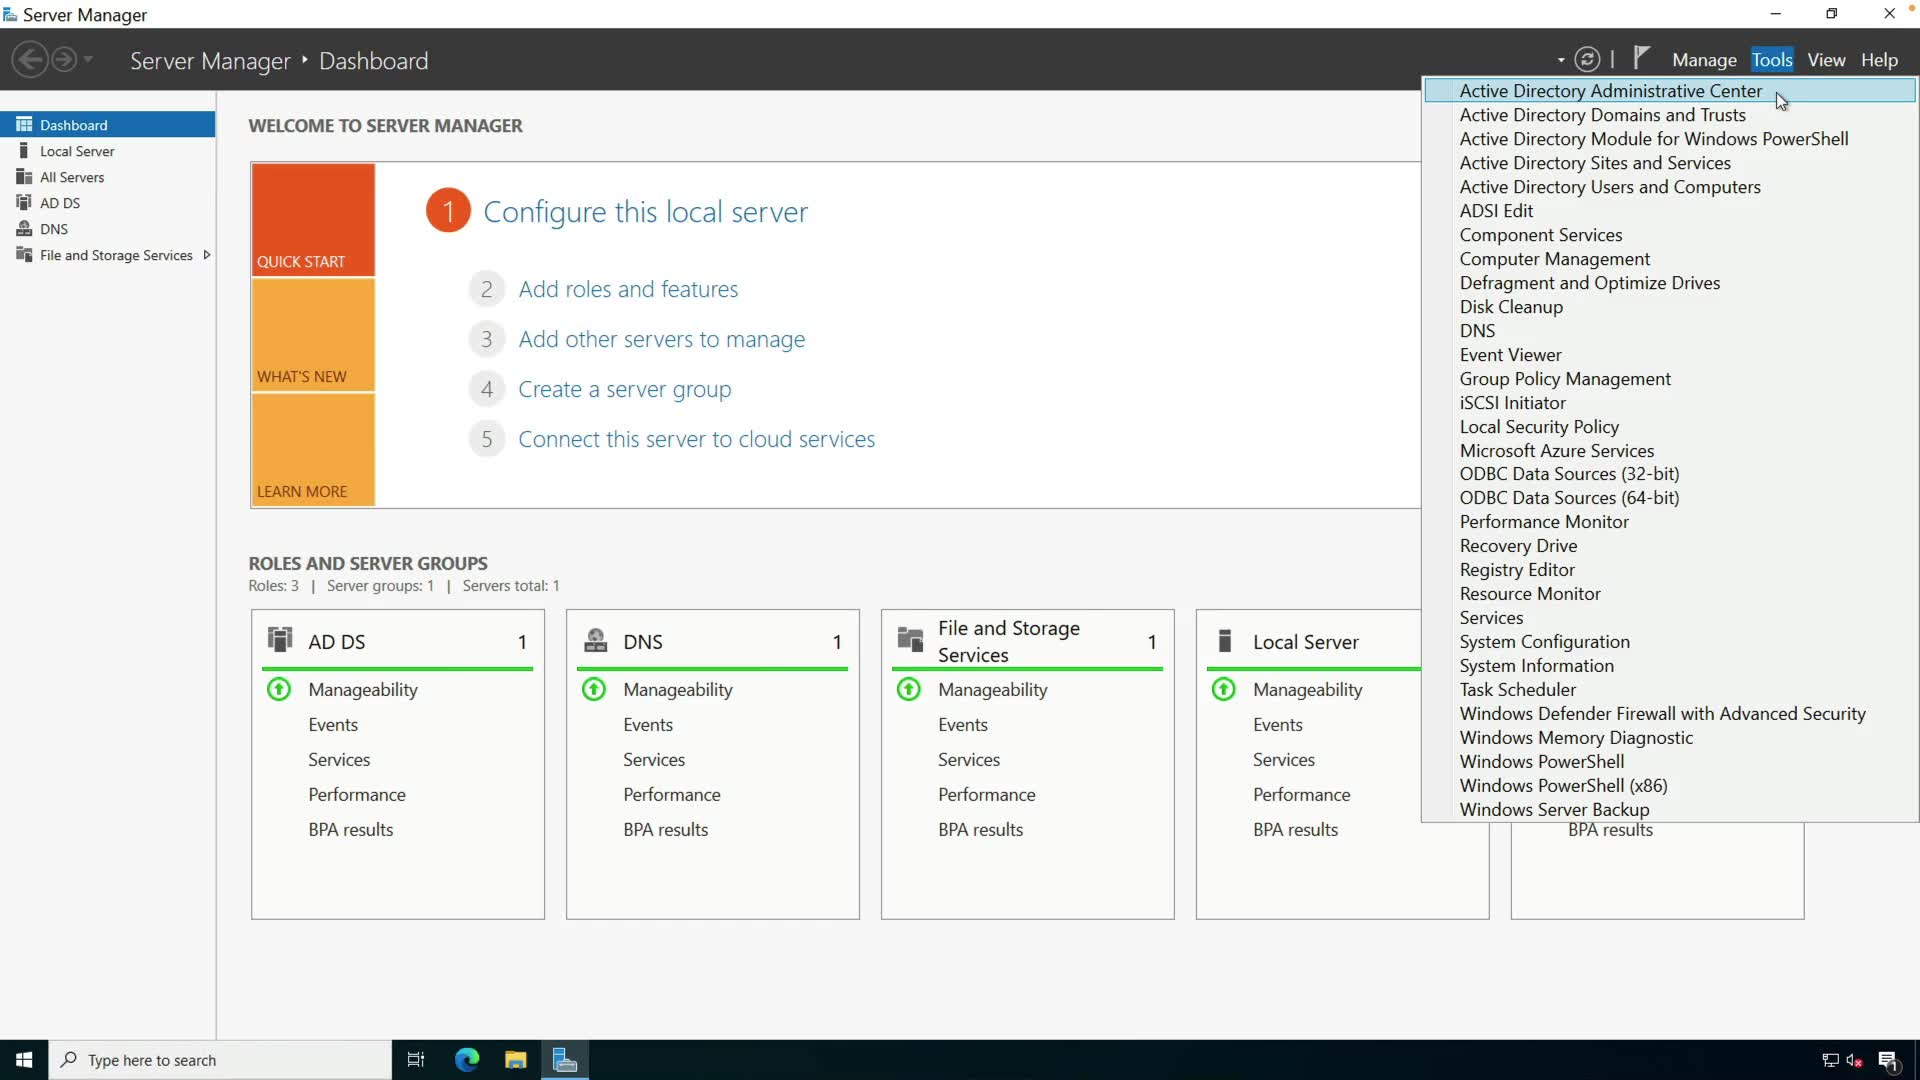 Server Manager
Server Manager ‣ Dashboard
Manage Tools View Help
Dashboard
Local Server
All Servers
AD DS
DNS
File and Storage Services
WELCOME TO SERVER MANAGER
QUICK START
WHAT'S NEW
LEARN MORE
1 Configure this local server
2 Add roles and features
3 Add other servers to manage
4 Create a server group
5 Connect this server to cloud services
Active Directory Administrative Center
Active Directory Domains and Trusts
Active Directory Module for Windows PowerShell
Active Directory Sites and Services
Active Directory Users and Computers
ADSI Edit
Component Services
Computer Management
Defragment and Optimize Drives
Disk Cleanup
DNS
Event Viewer
Group Policy Management
iSCSI Initiator
Local Security Policy
Microsoft Azure Services
ODBC Data Sources (32-bit)
ODBC Data Sources (64-bit)
Performance Monitor
Recovery Drive
Registry Editor
Resource Monitor
Services
System Configuration
System Information
Task Scheduler
Windows Defender Firewall with Advanced Security
Windows Memory Diagnostic
Windows PowerShell
Windows PowerShell (x86)
Windows Server Backup
ROLES AND SERVER GROUPS
Roles: 3 | Server groups: 1 | Servers total: 1
AD DS 1
Manageability
Events
Services
Performance
BPA results
DNS 1
Manageability
Events
Services
Performance
BPA results
File and Storage
Services 1
Manageability
Events
Services
Performance
BPA results
Local Server
Manageability
Events
Services
Performance
BPA results
BPA results
Type here to search
1